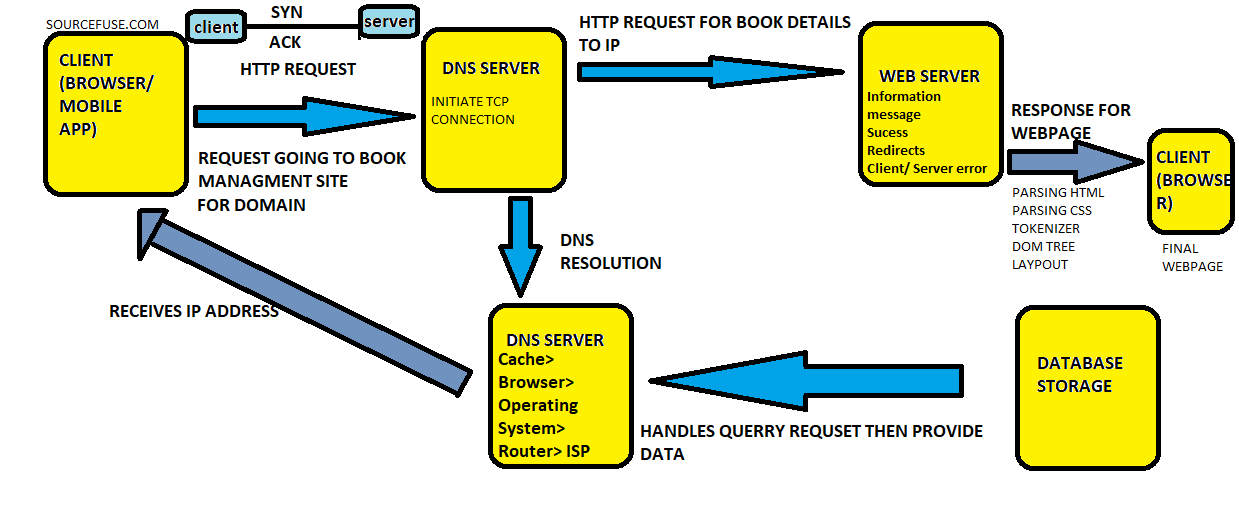 SOURCEFUSE.COM
client
SYN
ACK
server
HTTP REQUEST
CLIENT
(BROWSER/
MOBILE
APP)
REQUEST GOING TO BOOK
MANAGMENT SITE
FOR DOMAIN
DNS SERVER
INITIATE TCP
CONNECTION
HTTP REQUEST FOR BOOK DETAILS
TO IP
WEB SERVER
Information
message
Sucess
Redirects
Client/ Server error
RESPONSE FOR
WEBPAGE
PARSING HTML
PARSING CSS
TOKENIZER
DOM TREE
LAYPOUT
CLIENT
(BROWSE
R)
FINAL
WEBPAGE
DNS
RESOLUTION
RECEIVES IP ADDRESS
DNS SERVER
Cache>
Browser>
Operating
System>
Router> ISP
HANDLES QUERRY REQUSET THEN PROVIDE
DATA
DATABASE
STORAGE